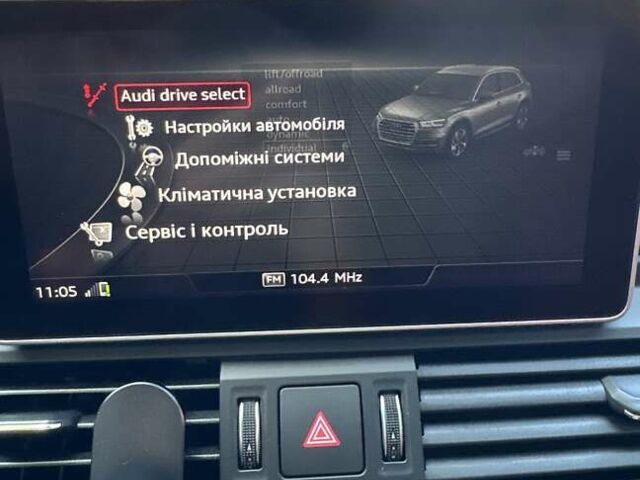 lift/offroad
Audi drive select
allroad
comfort
auto
Настройки автомобіля
dynamic
individual
Допоміжні системи
Кліматична установка
Сервіс і контроль
FM 104.4 MHz
11:05